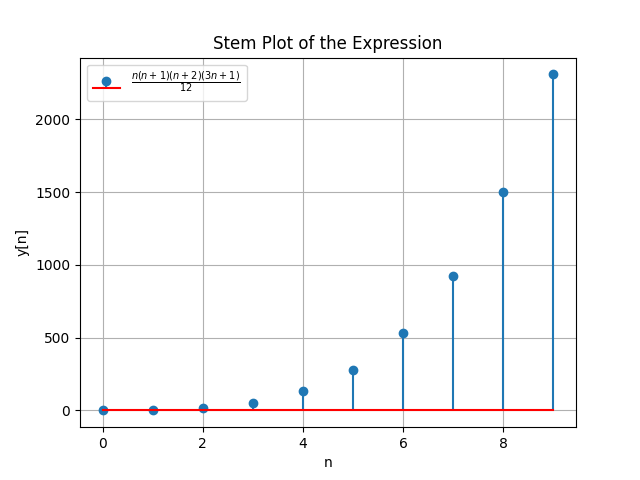 Stem Plot of the Expression
n(n+1)(n+2)(3n+1)
12
2000
1500
1000
500
0
y[n]
0 2 4 6 8
n